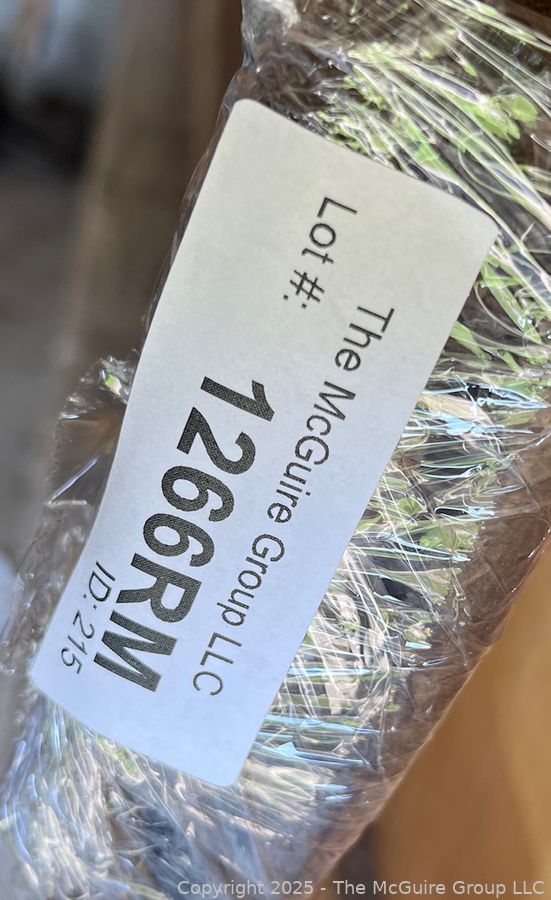 The McGuire Group LLC
Lot #:
1266RM
ID: 215
Copyright 2025 - The McGuire Group LLC